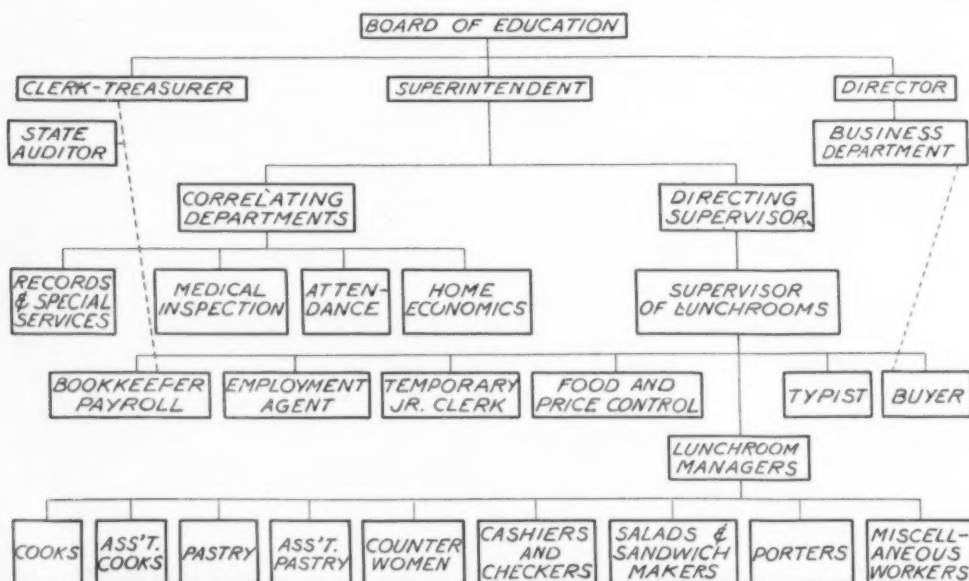 BOARD OF EDUCATION
CLERK-TREASURER
SUPERINTENDENT
DIRECTOR
STATE
AUDITOR
BUSINESS
DEPARTMENT
CORRELATING
DEPARTMENTS
DIRECTING
SUPERVISOR
RECORDS
& SPECIAL
SERVICES
MEDICAL
INSPECTION
ATTEN-
DANCE
HOME
ECONOMICS
SUPERVISOR
OF LUNCHROOMS
BOOKKEEPER
PAYROLL
EMPLOYMENT
AGENT
TEMPORARY
JR. CLERK
FOOD AND
PRICE CONTROL
TYPIST
BUYER
LUNCHROOM
MANAGERS
COOKS
ASS'T.
COOKS
PASTRY
ASS'T.
PASTRY
COUNTER
WOMEN
CASHIERS
AND
CHECKERS
SALADS &
SANDWICH
MAKERS
PORTERS
MISCELL-
ANEOUS
WORKERS